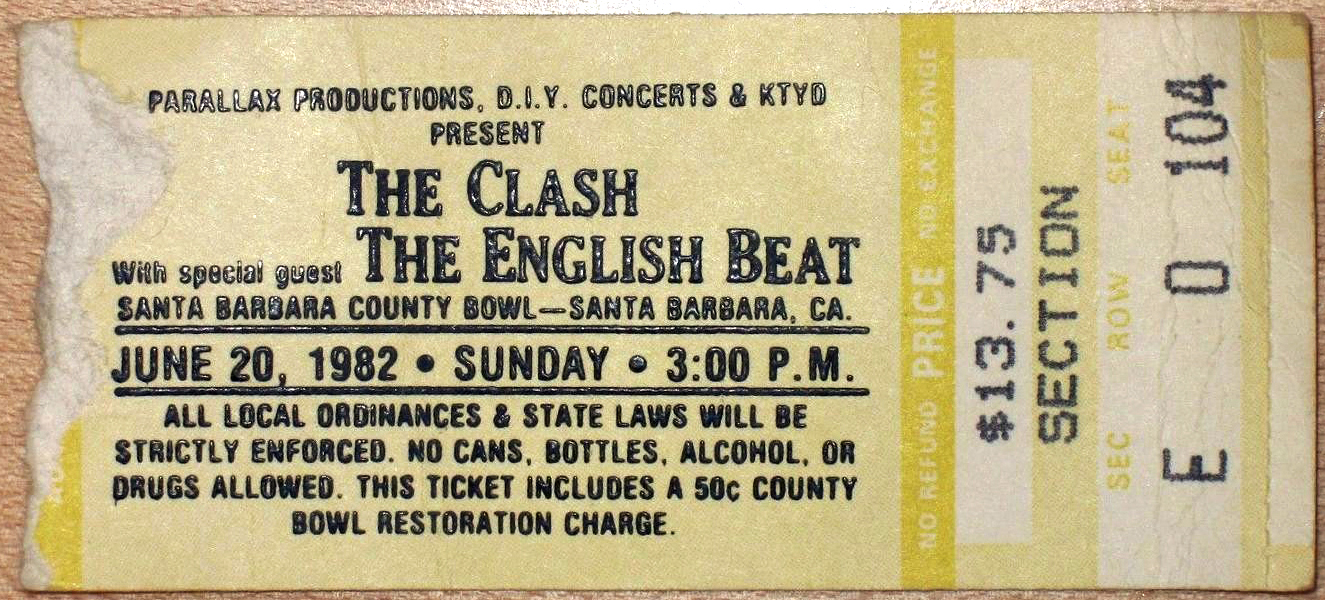 PARALLAX PRODUCTIONS, D.I.Y. CONCERTS & KTYD
PRESENT
THE CLASH
With special guest THE ENGLISH BEAT
SANTA BARBARA COUNTY BOWL—SANTA BARBARA, CA.
JUNE 20, 1982 • SUNDAY • 3:00 P.M.
ALL LOCAL ORDINANCES & STATE LAWS WILL BE
STRICTLY ENFORCED. NO CANS, BOTTLES, ALCOHOL, OR
DRUGS ALLOWED. THIS TICKET INCLUDES A 50¢ COUNTY
BOWL RESTORATION CHARGE.
NO REFUND PRICE NO EXCHANGE
$13.75
SECTION
SEC ROW SEAT
E O 104